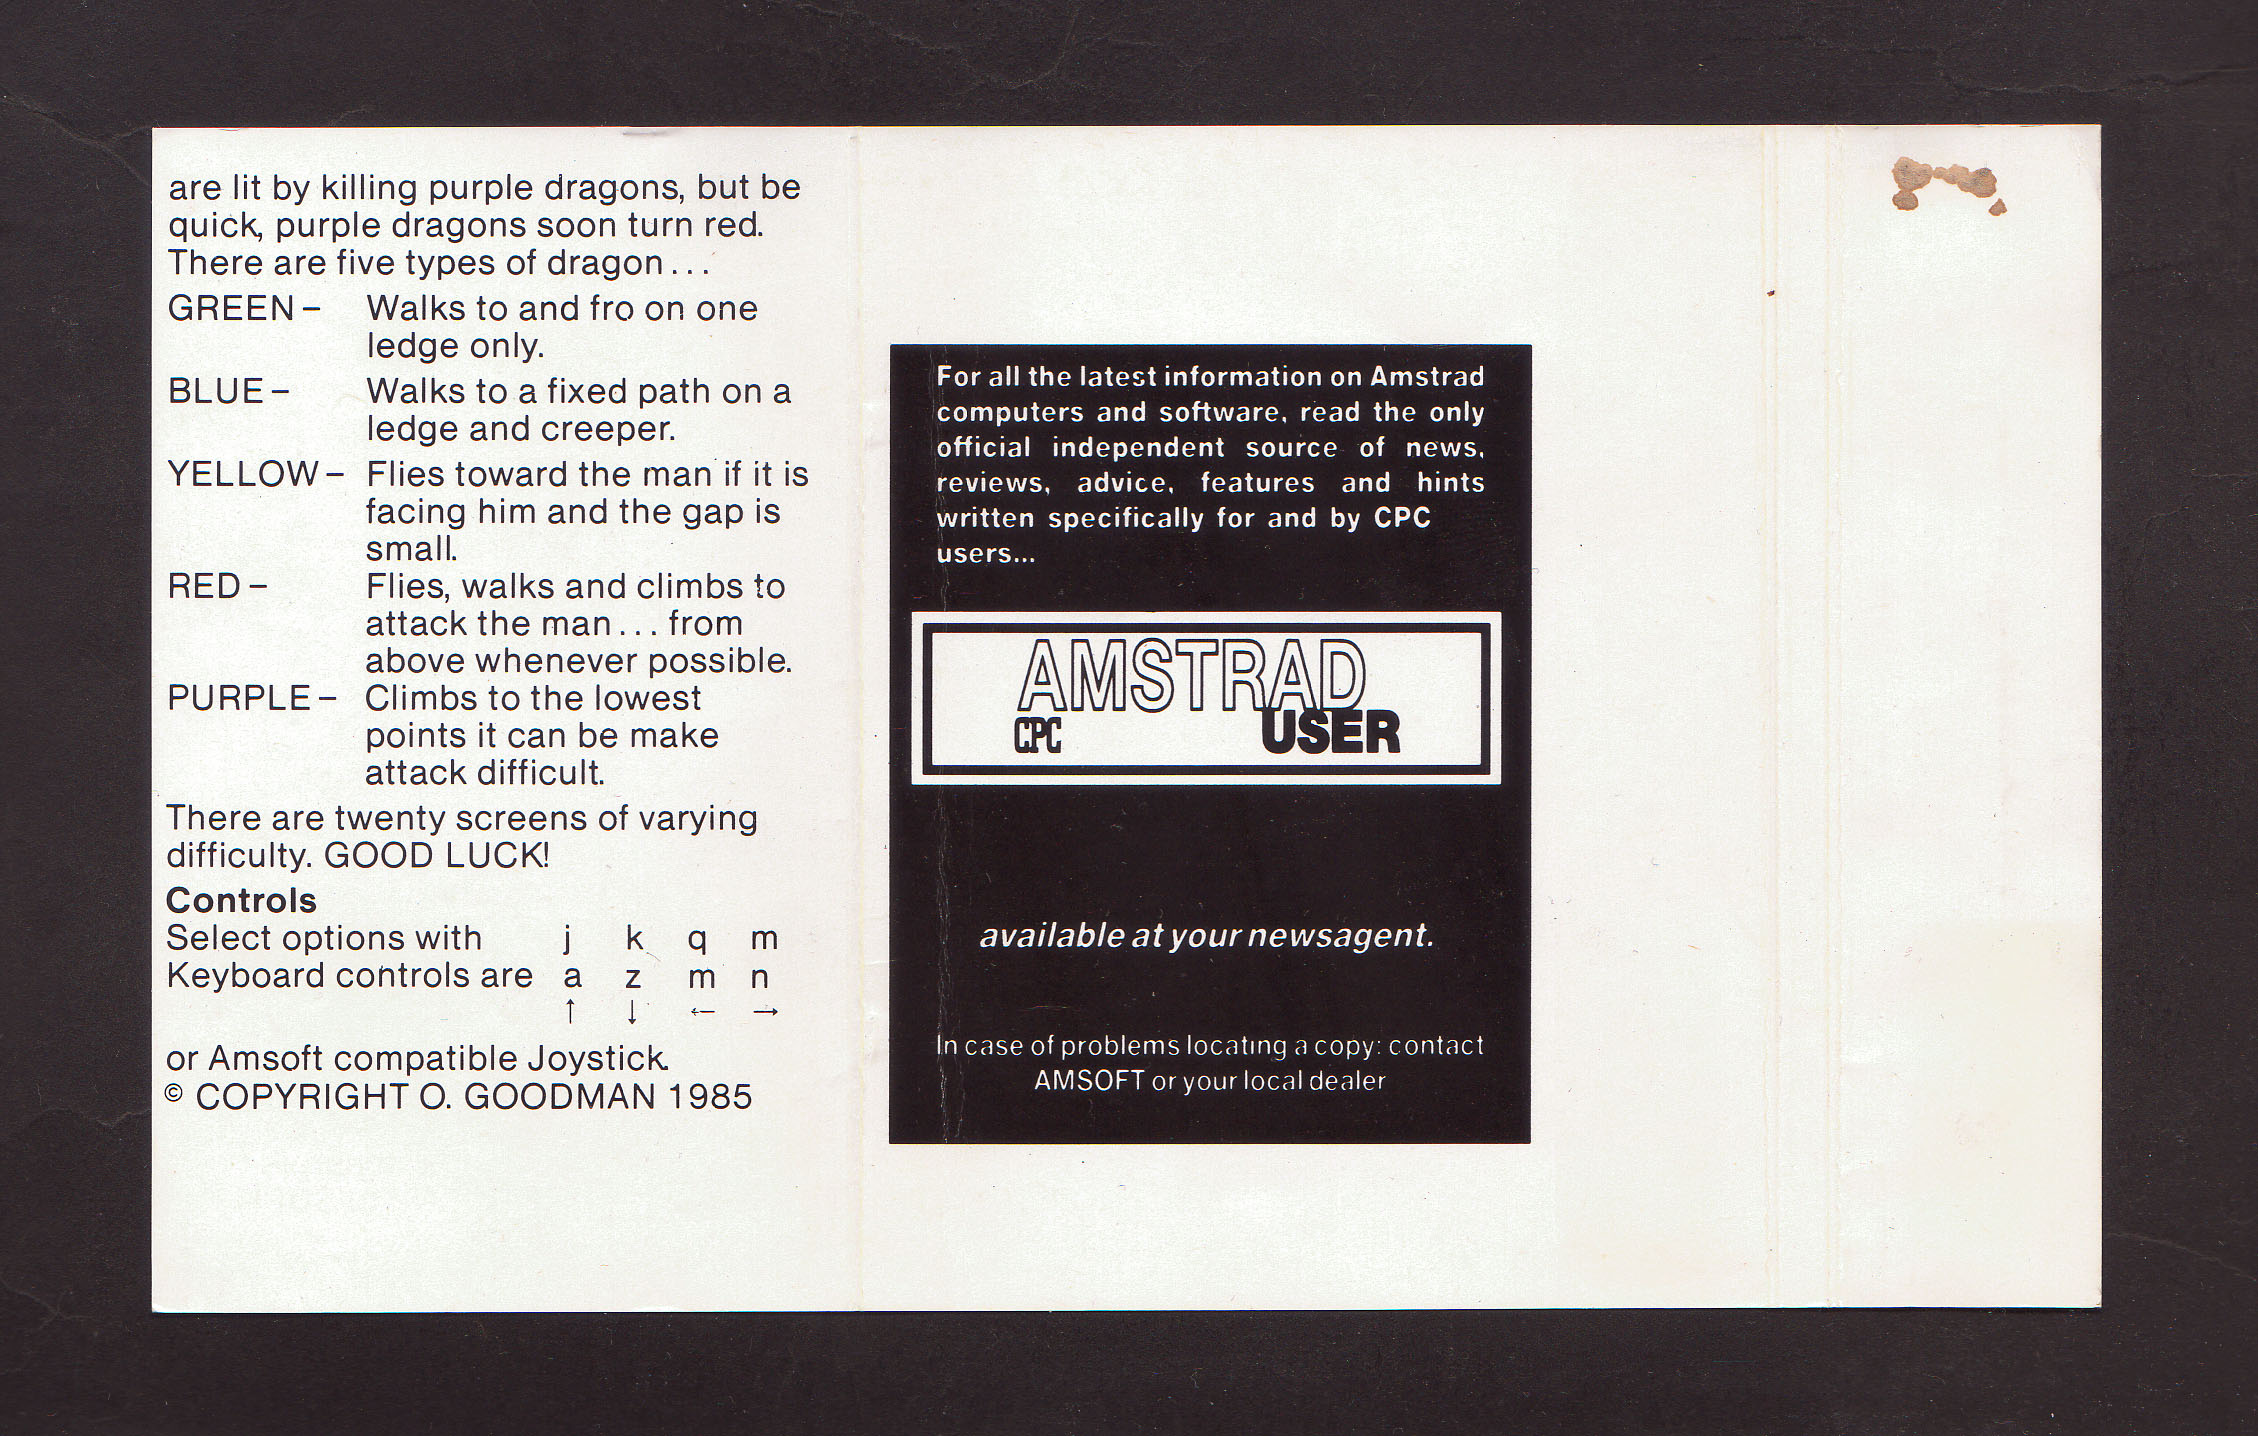 are lit by killing purple dragons, but be
quick, purple dragons soon turn red.
There are five types of dragon...
GREEN – Walks to and fro on one
ledge only.
BLUE – Walks to a fixed path on a
ledge and creeper.
YELLOW – Flies toward the man if it is
facing him and the gap is
small.
RED – Flies, walks and climbs to
attack the man... from
above whenever possible.
PURPLE – Climbs to the lowest
points it can be make
attack difficult.
There are twenty screens of varying
difficulty. GOOD LUCK!
Controls
Select options with j k q m
Keyboard controls are a z m n
↑ ↓ ← →
or Amsoft compatible Joystick.
© COPYRIGHT O. GOODMAN 1985
For all the latest information on Amstrad
computers and software, read the only
official independent source of news,
reviews, advice, features and hints
written specifically for and by CPC
users...
AMSTRAD
CPC USER
available at your newsagent.
In case of problems locating a copy: contact
AMSOFT or your local dealer